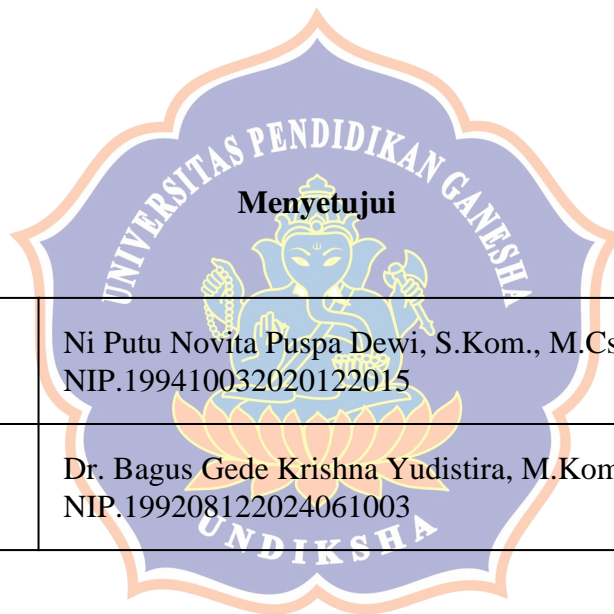 UNIVERSITAS PENDIDIKAN GANESHA
Menyetujui
Ni Putu Novita Puspa Dewi, S.Kom., M.Cs
NIP.199410032020122015
Dr. Bagus Gede Krishna Yudistira, M.Kom
NIP.199208122024061003
UNDIKSHA